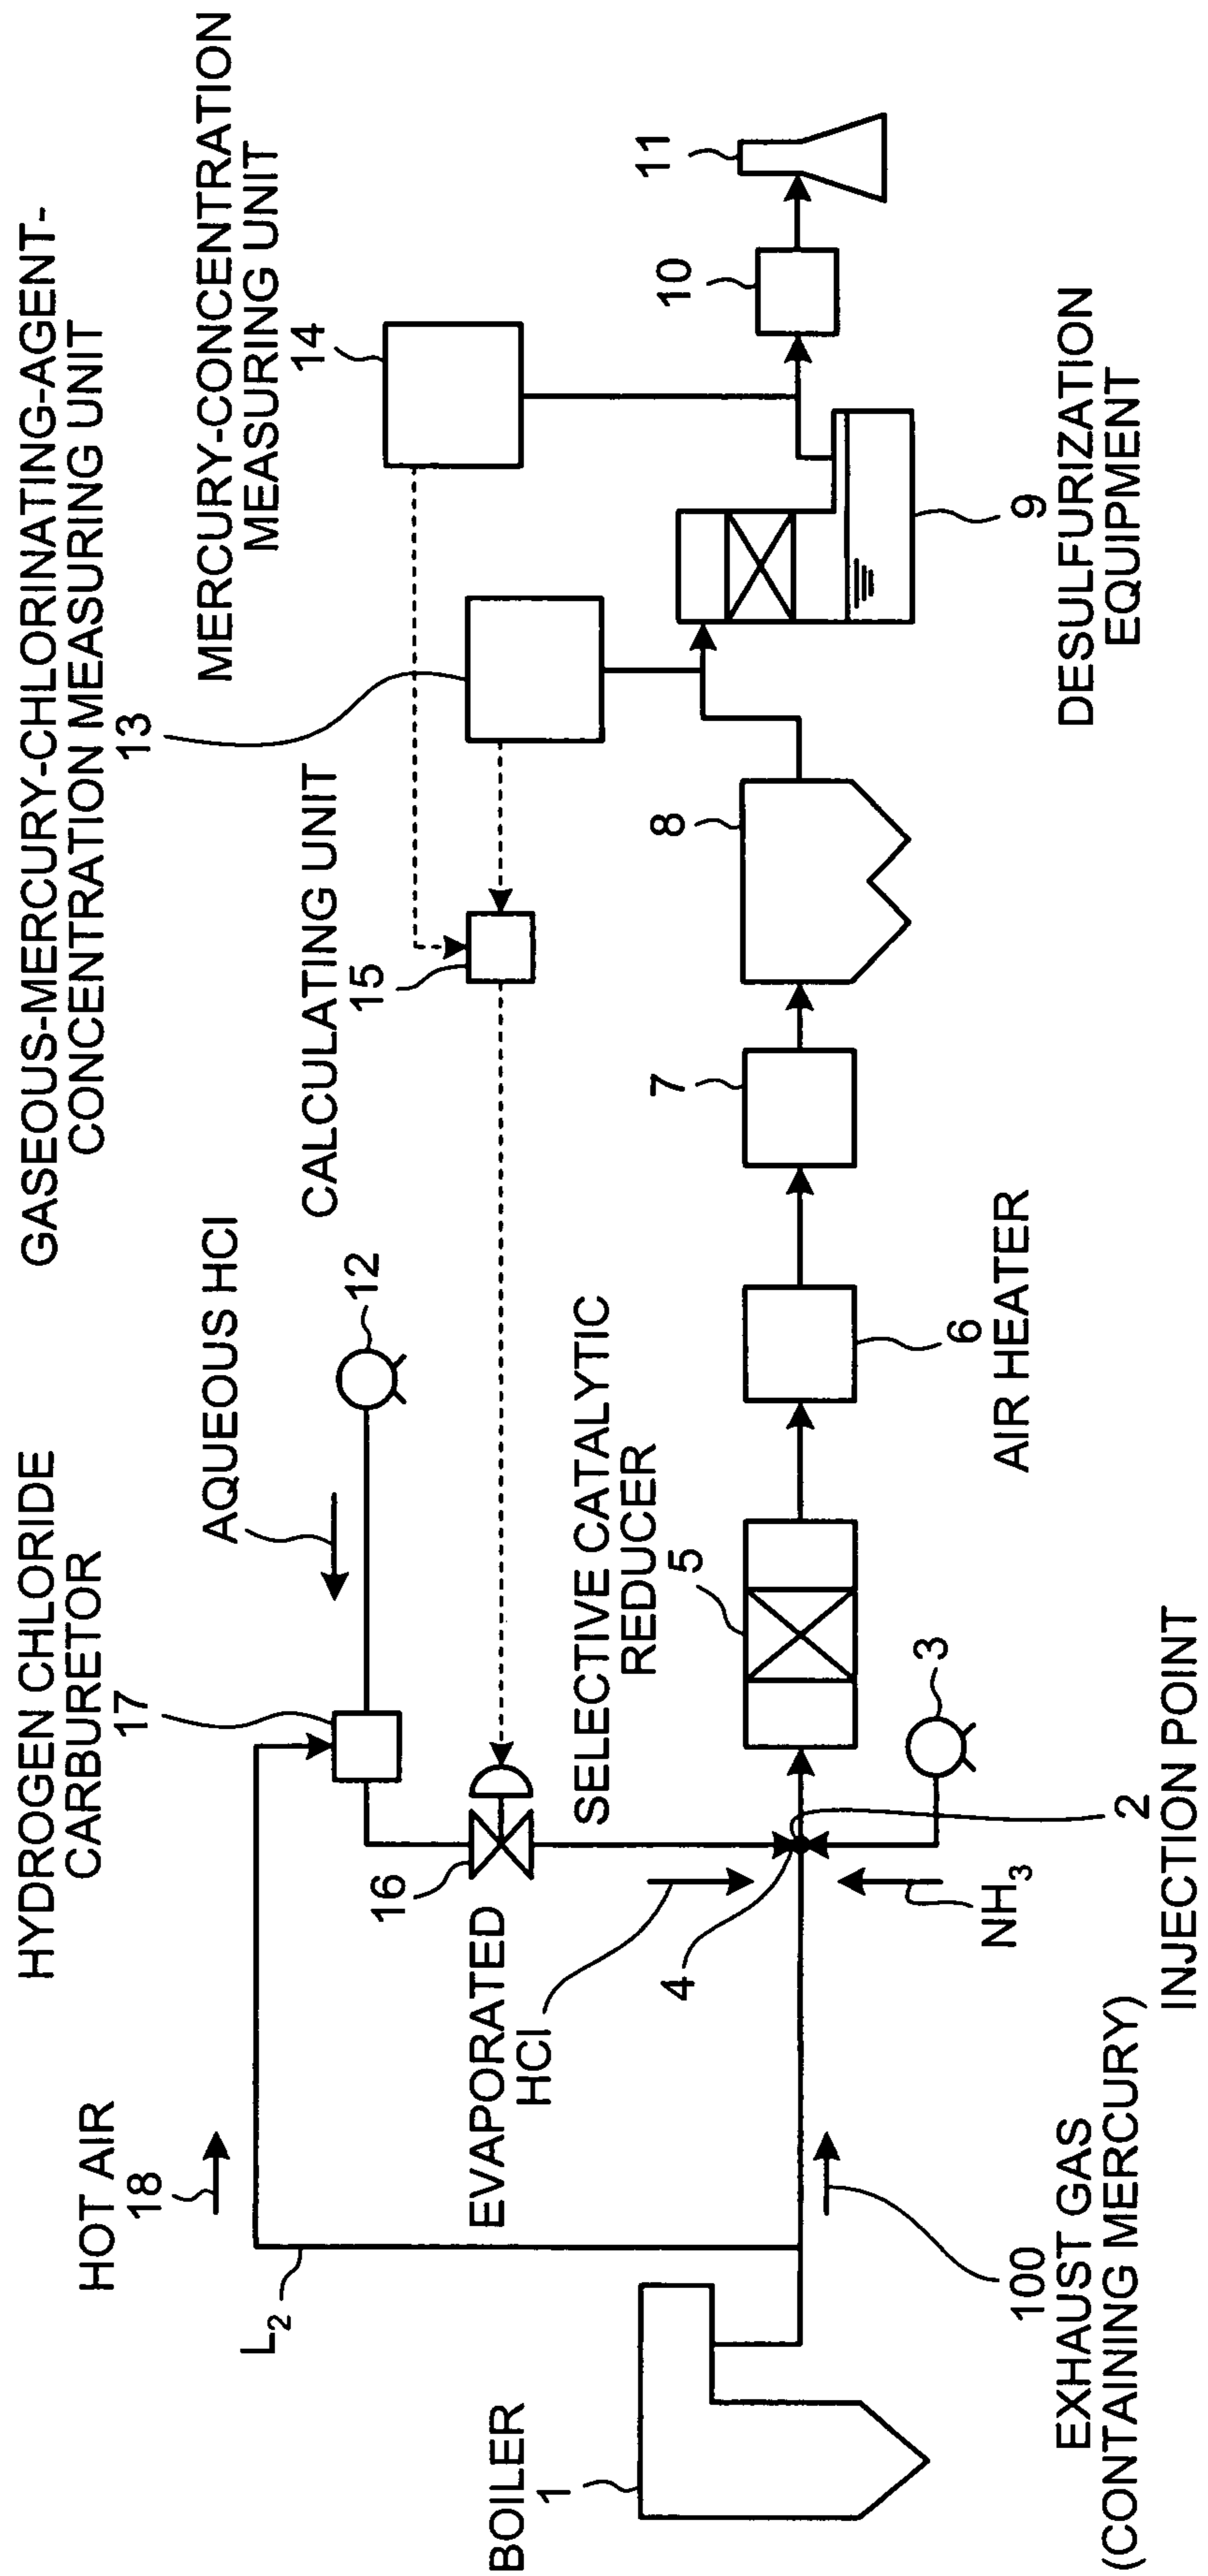 GASEOUS-MERCURY-CHLORINATING-AGENT-
CONCENTRATION MEASURING UNIT
13
HYDROGEN CHLORIDE
CARBURETOR
17
MERCURY-CONCENTRATION
MEASURING UNIT
14
AQUEOUS HCl
12
HOT AIR
18
L2
CALCULATING UNIT
15
16
EVAPORATED
HCl
SELECTIVE CATALYTIC
REDUCER
5
BOILER
1
4
3
NH3
2
INJECTION POINT
100
EXHAUST GAS
(CONTAINING MERCURY)
6
AIR HEATER
7
8
9
DESULFURIZATION
EQUIPMENT
10
11